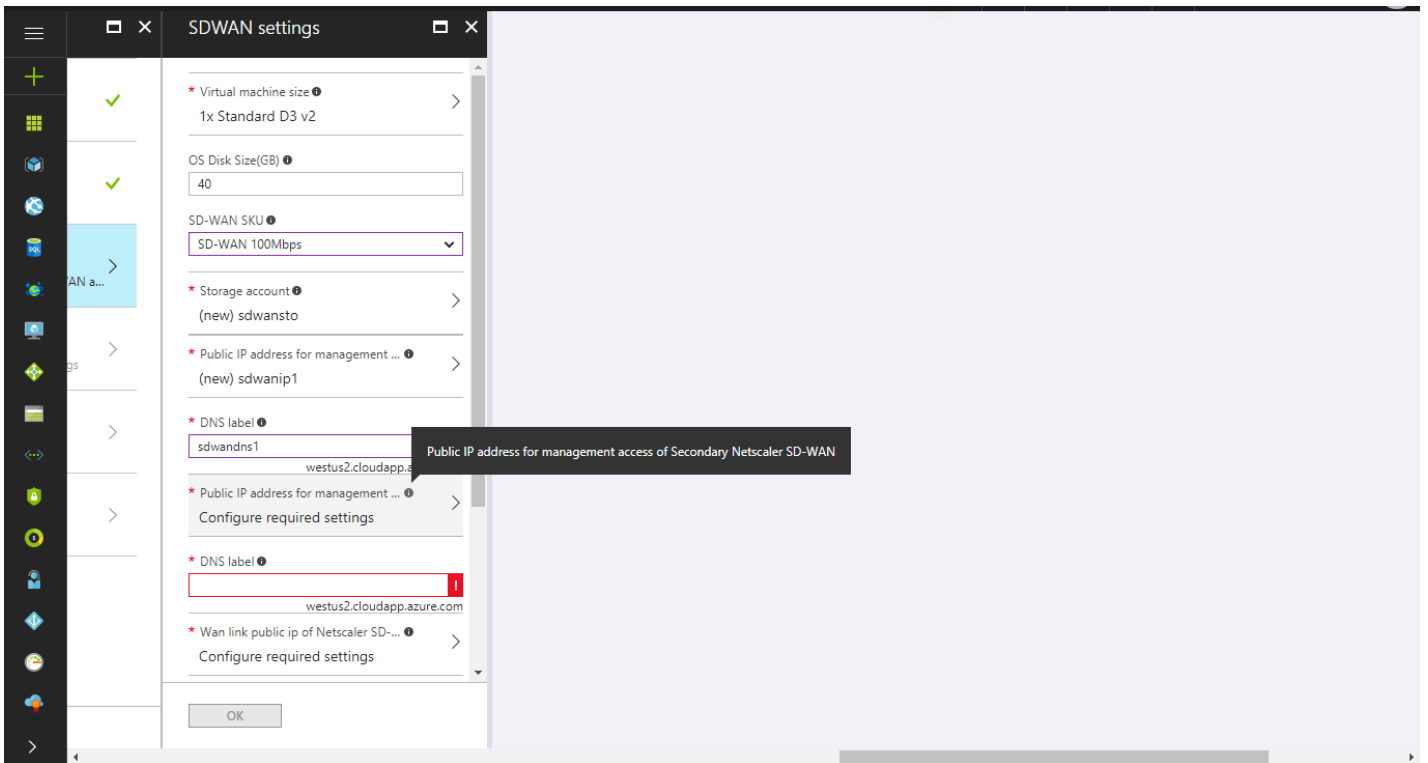 SDWAN settings
* Virtual machine size
1x Standard D3 v2
OS Disk Size(GB)
40
SD-WAN SKU
SD-WAN 100Mbps
'AN a...
* Storage account
(new) sdwansto
* Public IP address for management ...
(new) sdwanip1
gs
* DNS label
sdwandns1
westus2.cloudapp.a
Public IP address for management access of Secondary Netscaler SD-WAN
* Public IP address for management ...
Configure required settings
* DNS label
westus2.cloudapp.azure.com
* Wan link public ip of Netscaler SD-...
Configure required settings
OK